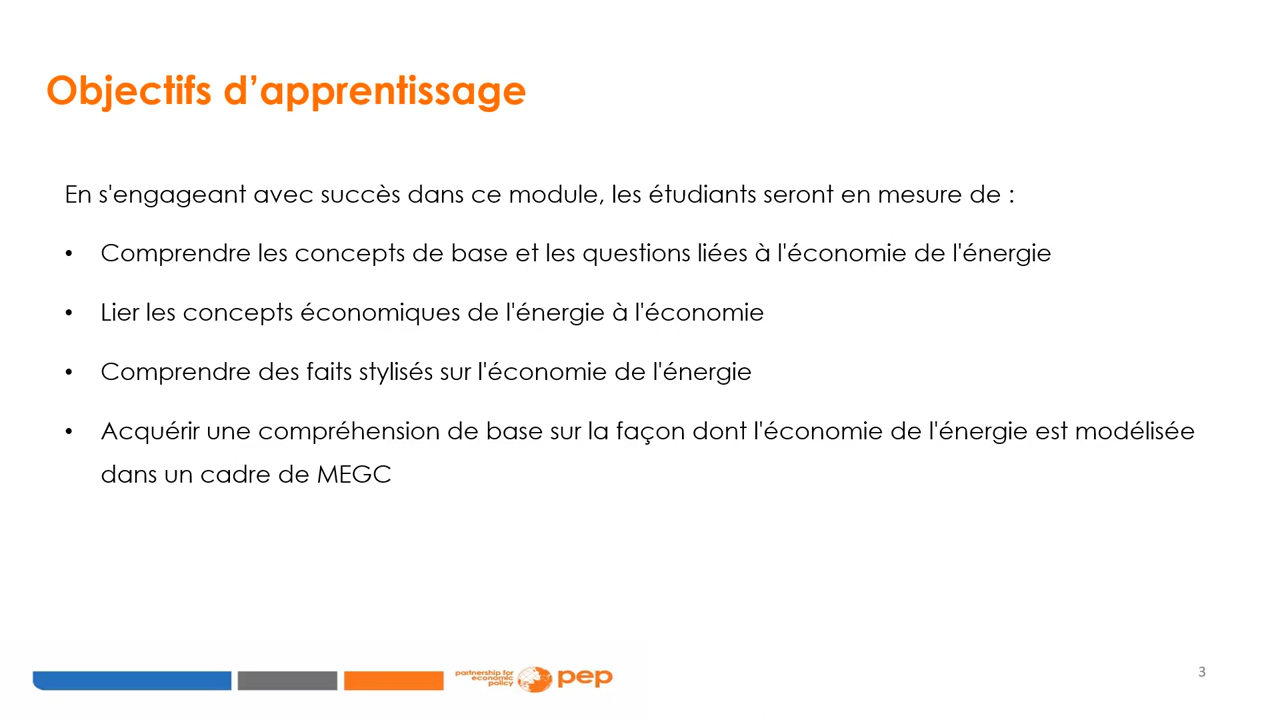 Objectifs d’apprentissage
En s'engageant avec succès dans ce module, les étudiants seront en mesure de :
• Comprendre les concepts de base et les questions liées à l'économie de l'énergie
• Lier les concepts économiques de l'énergie à l'économie
• Comprendre des faits stylisés sur l'économie de l'énergie
• Acquérir une compréhension de base sur la façon dont l'économie de l'énergie est modélisée
dans un cadre de MEGC
partnership for
economic
policy
pep
3